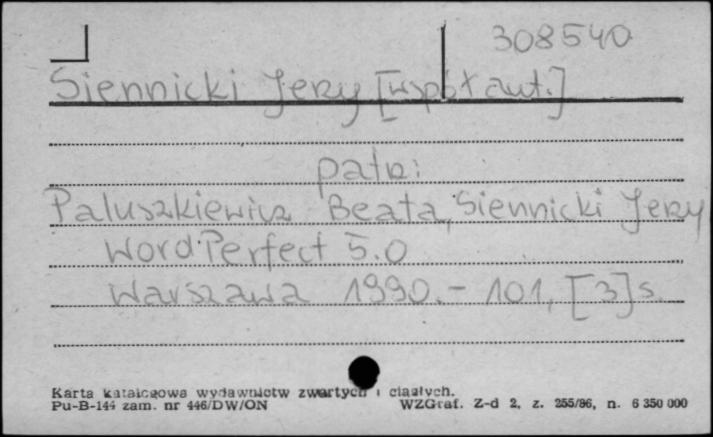 308540
Siennicki Jerzy [współaut.]
patrz:
Paluszkiewicz Beata, Siennicki Jerzy
WordPerfect 5.0
Warszawa 1990.- 101, [3]s.
Karta katalogowa wydawnictw zwartych i ciągłych.
Pu-B-144 zam. nr 446/DW/ON WZGraf. Z-d 2, z. 255/86, n. 6 350 000